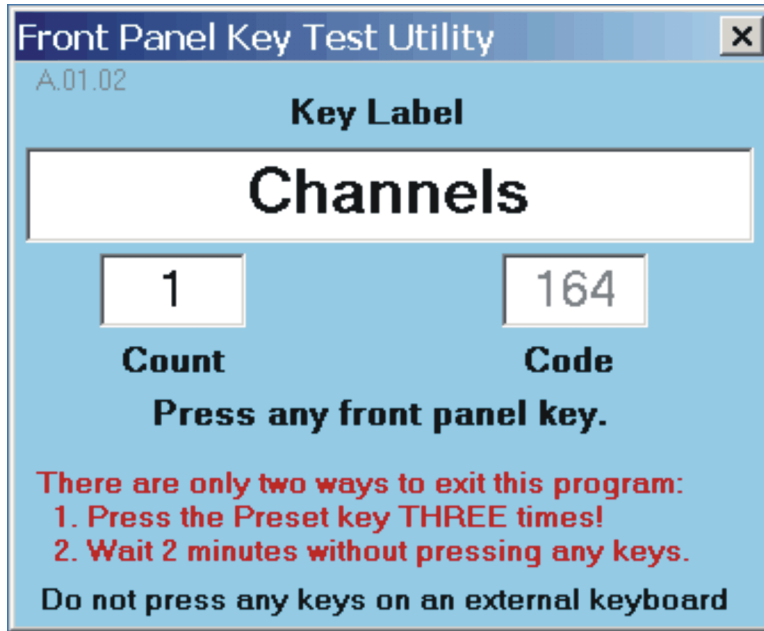 Front Panel Key Test Utility
A.01.02
Key Label
Channels
1 164
Count Code
Press any front panel key.
There are only two ways to exit this program:
1. Press the Preset key THREE times!
2. Wait 2 minutes without pressing any keys.
Do not press any keys on an external keyboard